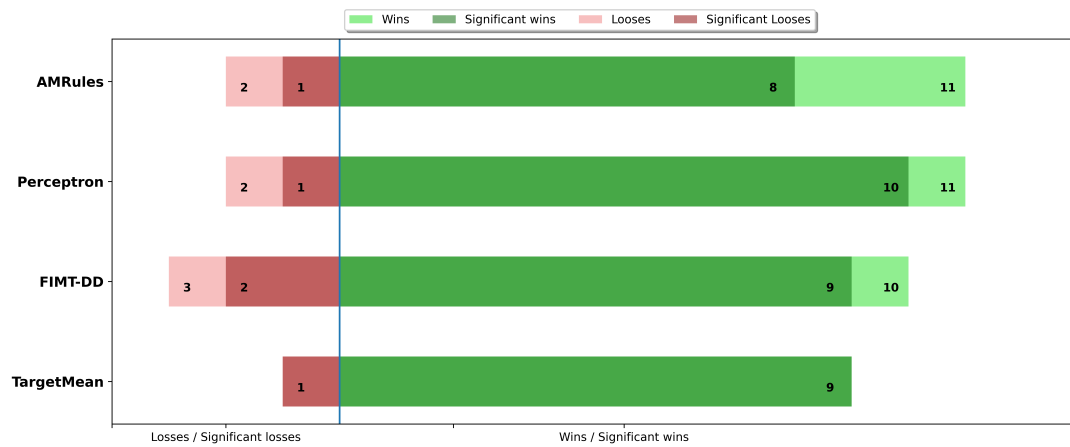 Wins Significant wins Looses Significant Looses
AMRules 2 1 8 11
Perceptron 2 1 10 11
FIMT-DD 3 2 9 10
TargetMean 1 9
Losses / Significant losses Wins / Significant wins